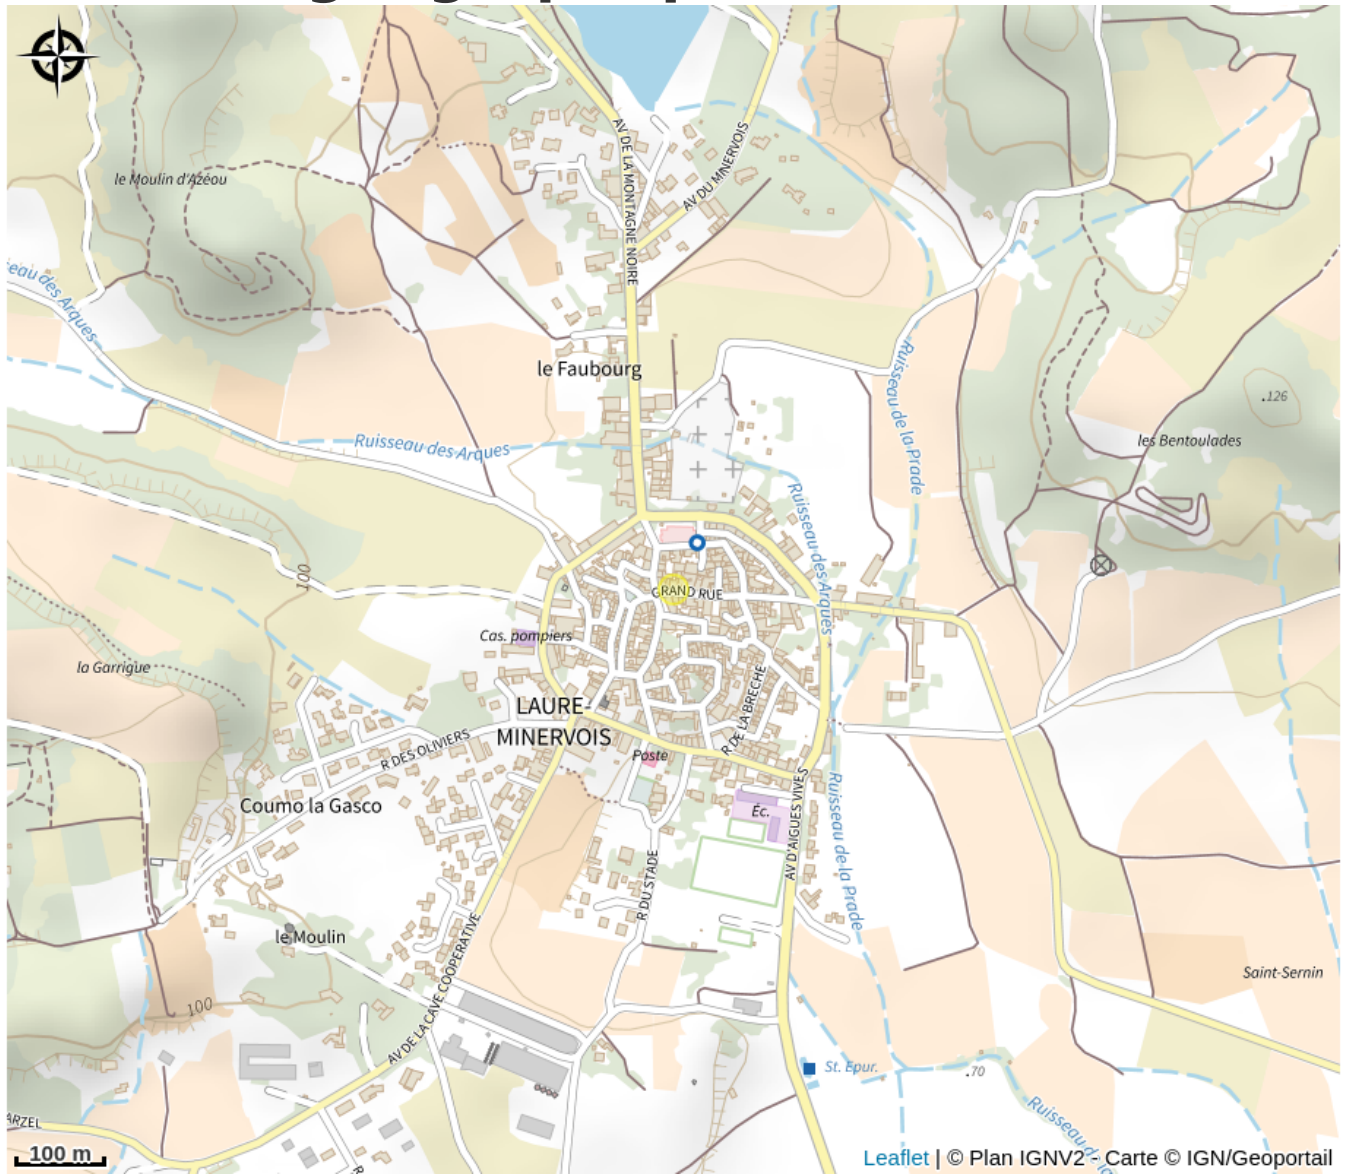 le Moulin d'Azéou
AV DE LA MONTAGNE NOIRE
AV DU MINERVOIS
eau des Arques
le Faubourg
Ruisseau de la Prade
.126
les Bentoulades
Ruisseau des Arques
Ruisseau des Arques
100
GRAND RUE
Cas. pompiers
la Garrigue
LAURE-
MINERVOIS
R DE LA BRECHE
R DES OLIVIERS
Poste
Coumo la Gasco
Éc.
AV D'AIGUES VIVES
Ruisseau de la Prade
R DU STADE
le Moulin
AV DE LA CAVE COOPERATIVE
Saint-Sernin
100
St. Epur.
.70
Ruisseau
ARZEL
R
100 m
Leaflet | © Plan IGNV2 - Carte © IGN/Geoportail